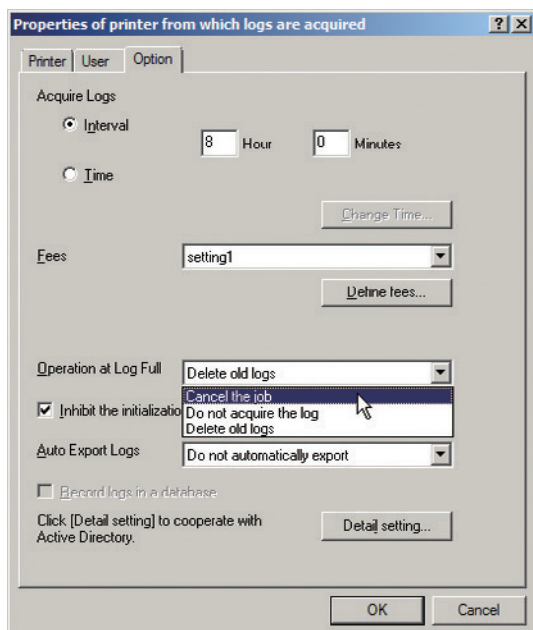 Properties of printer from which logs are acquired
Printer User Option
Acquire Logs
Interval
8 Hour 0 Minutes
Time
Change Time...
Fees setting1
Define fees...
Operation at Log Full Delete old logs
Cancel the job
Inhibit the initializatio Do not acquire the log
Delete old logs
Auto Export Logs Do not automatically export
Record logs in a database
Click [Detail setting] to cooperate with
Active Directory.
Detail setting...
OK Cancel